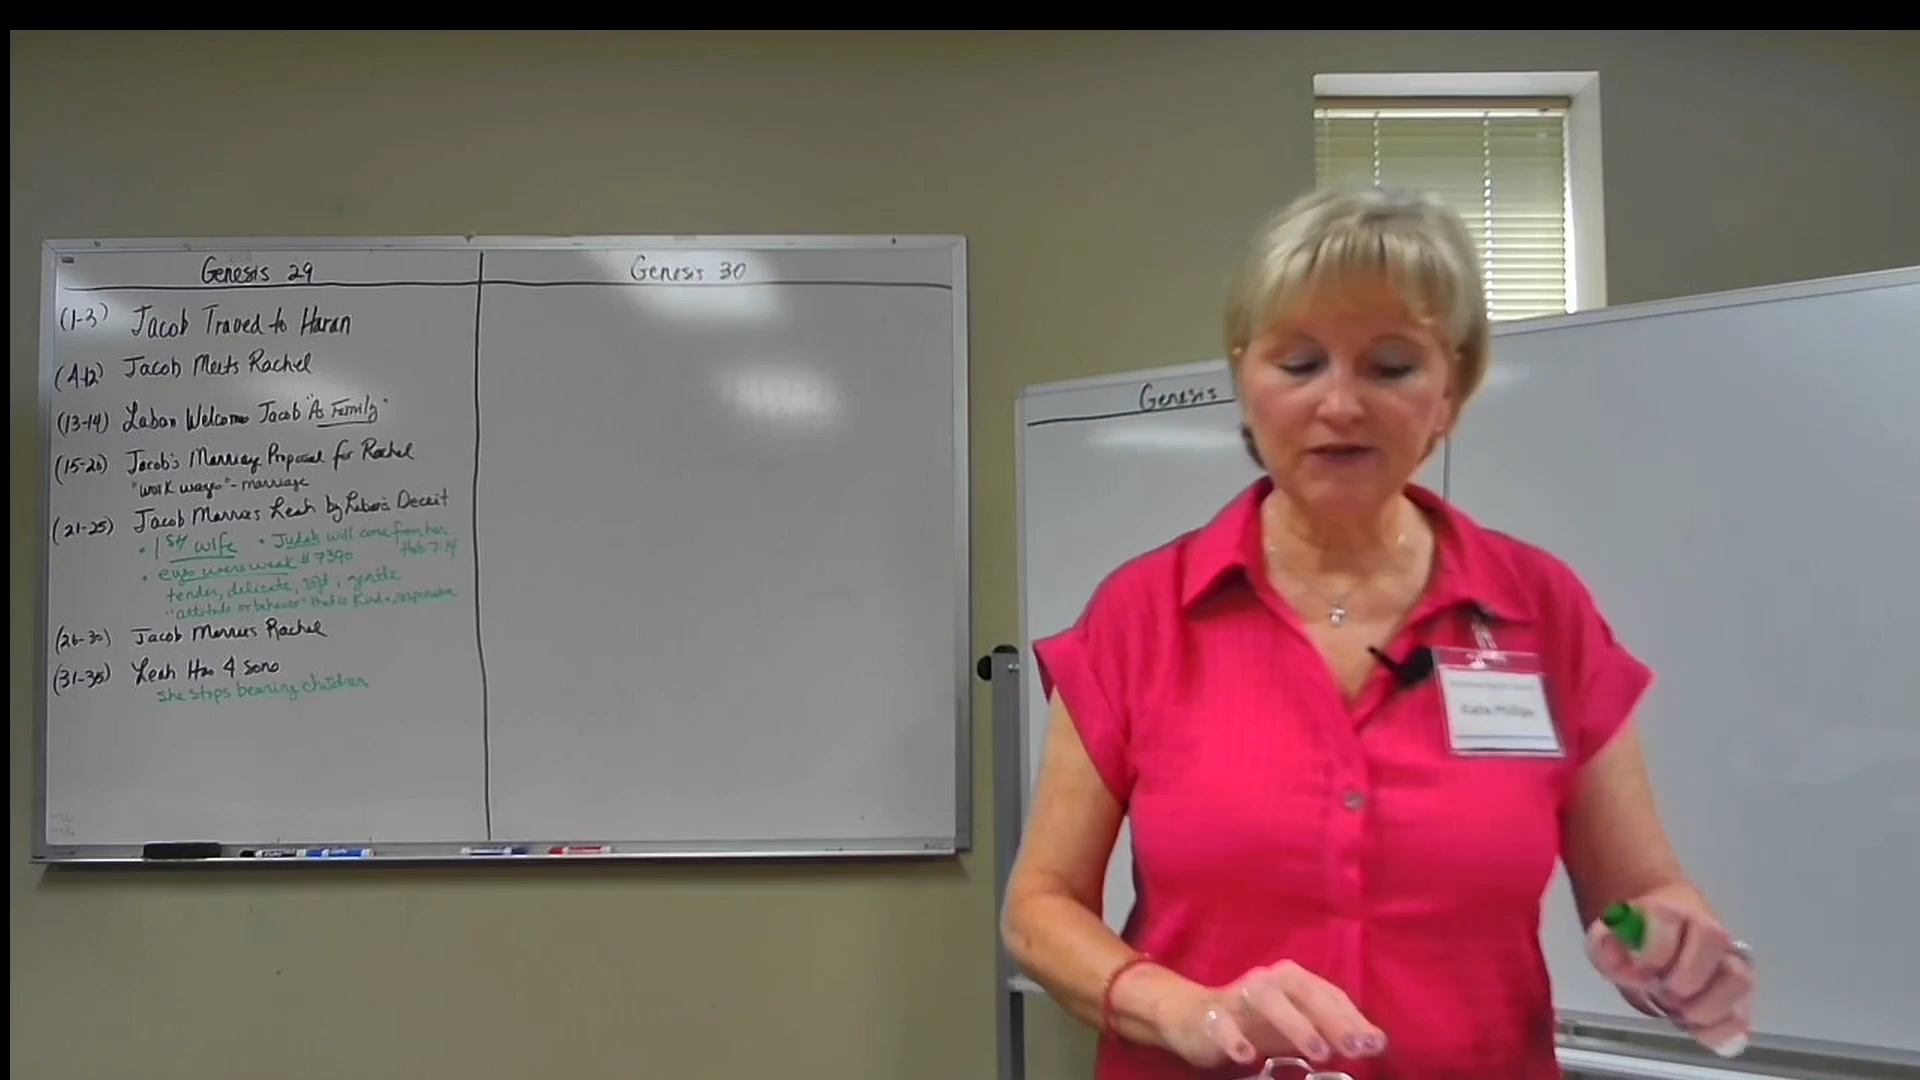 Genesis 29
(1-3) Jacob Traved to Haran
(4-12) Jacob Meets Rachel
(13-14) Laban Welcome Jacob "As Family"
(15-20) Jacob's Marriage Proposal for Rachel
"work wages" - marriage
(21-25) Jacob Marries Leah by Laban's Deceit
• 1st wife • Judah will come from her
• eyes were weak # 7390 Heb 7:14
tender, delicate, soft, gentle
"attitude or behavior" that is Kind + responsive
(26-30) Jacob Marries Rachel
(31-35) Leah Has 4 sons
she stops bearing children
Genesis 30
Genesis